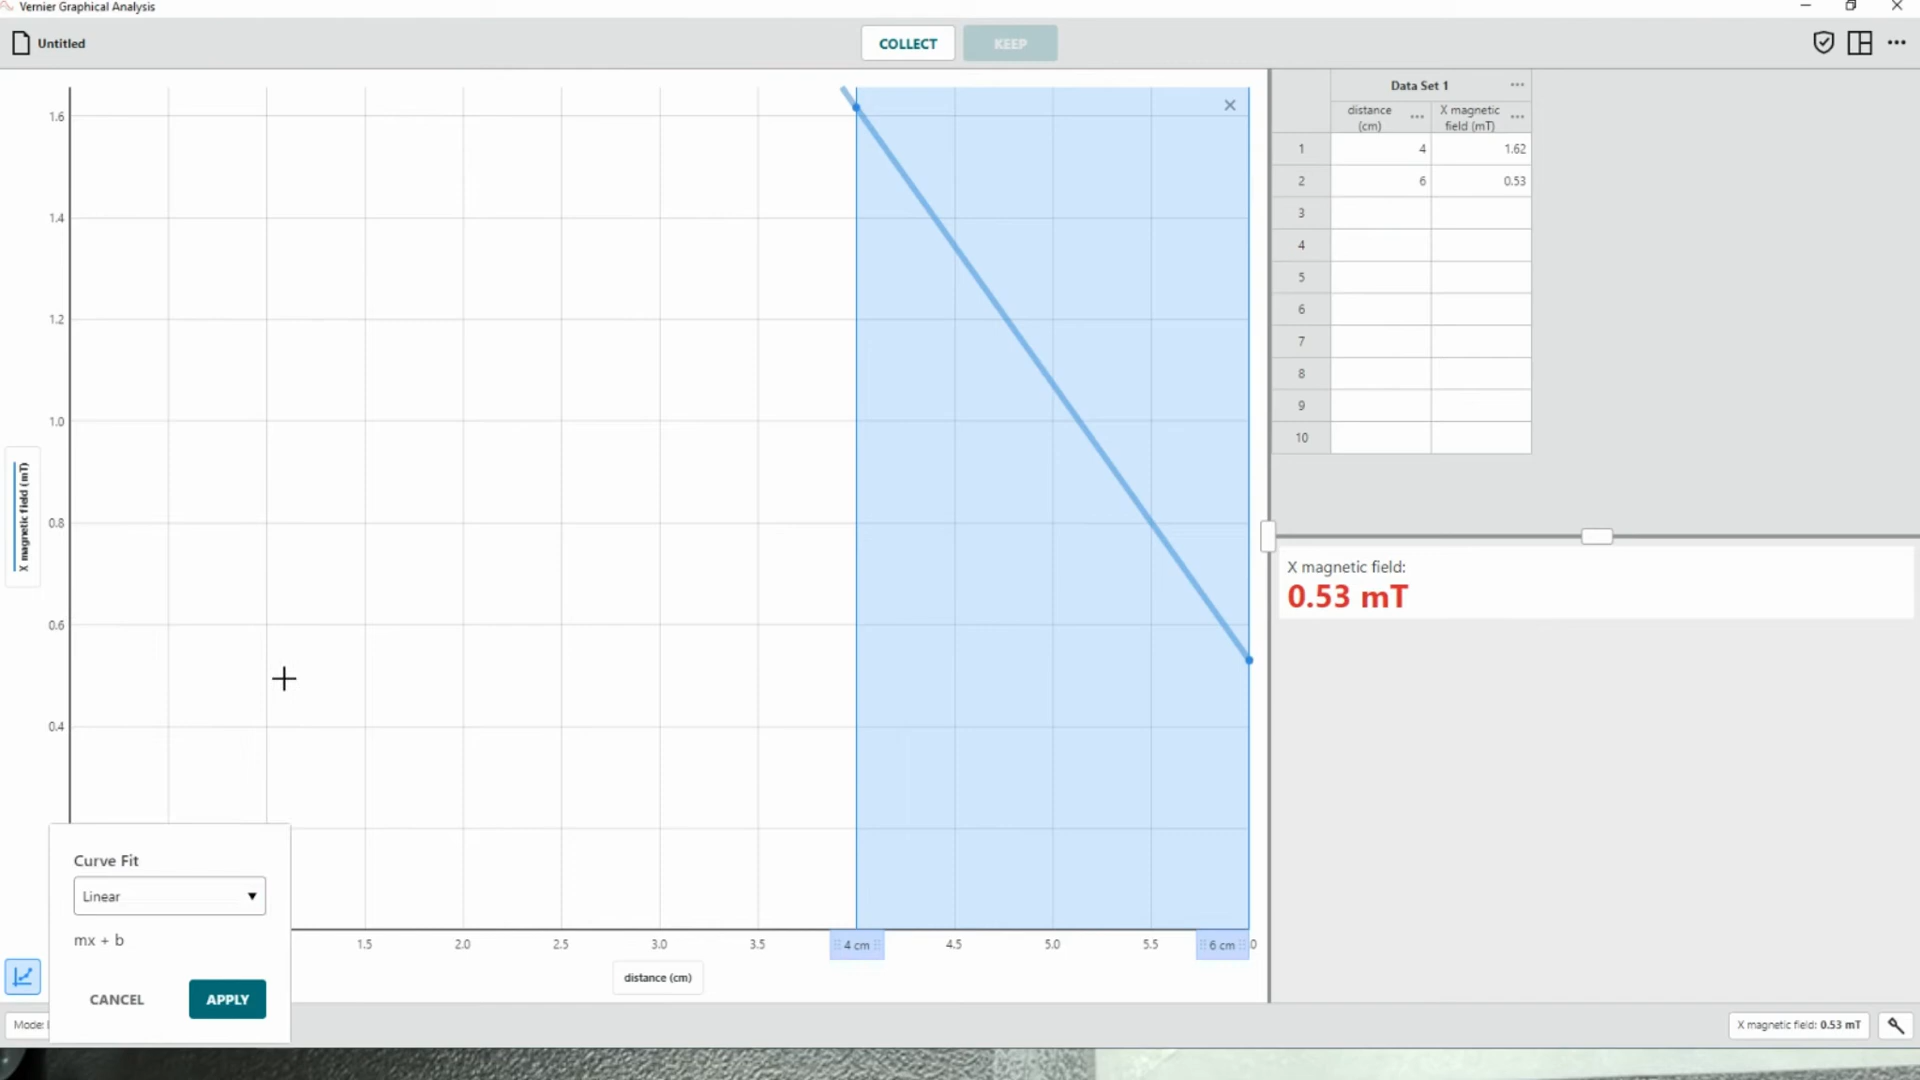 Vernier Graphical Analysis
Untitled
COLLECT
KEEP
1.6
1.4
1.2
1.0
0.8
0.6
0.4
X magnetic field (mT)
1.5
2.0
2.5
3.0
3.5
4 cm
4.5
5.0
5.5
6 cm
0
distance (cm)
Curve Fit
Linear
mx + b
CANCEL
APPLY
Mode:
Data Set 1
distance
(cm)
X magnetic
field (mT)
1 4 1.62
2 6 0.53
3
4
5
6
7
8
9
10
X magnetic field:
0.53 mT
X magnetic field: 0.53 mT